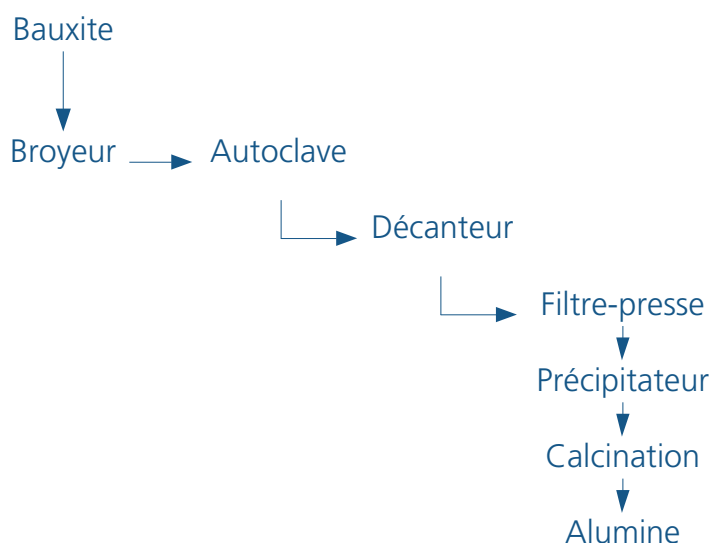 Bauxite
Broyeur
Autoclave
Décanteur
Filtre-presse
Précipitateur
Calcination
Alumine